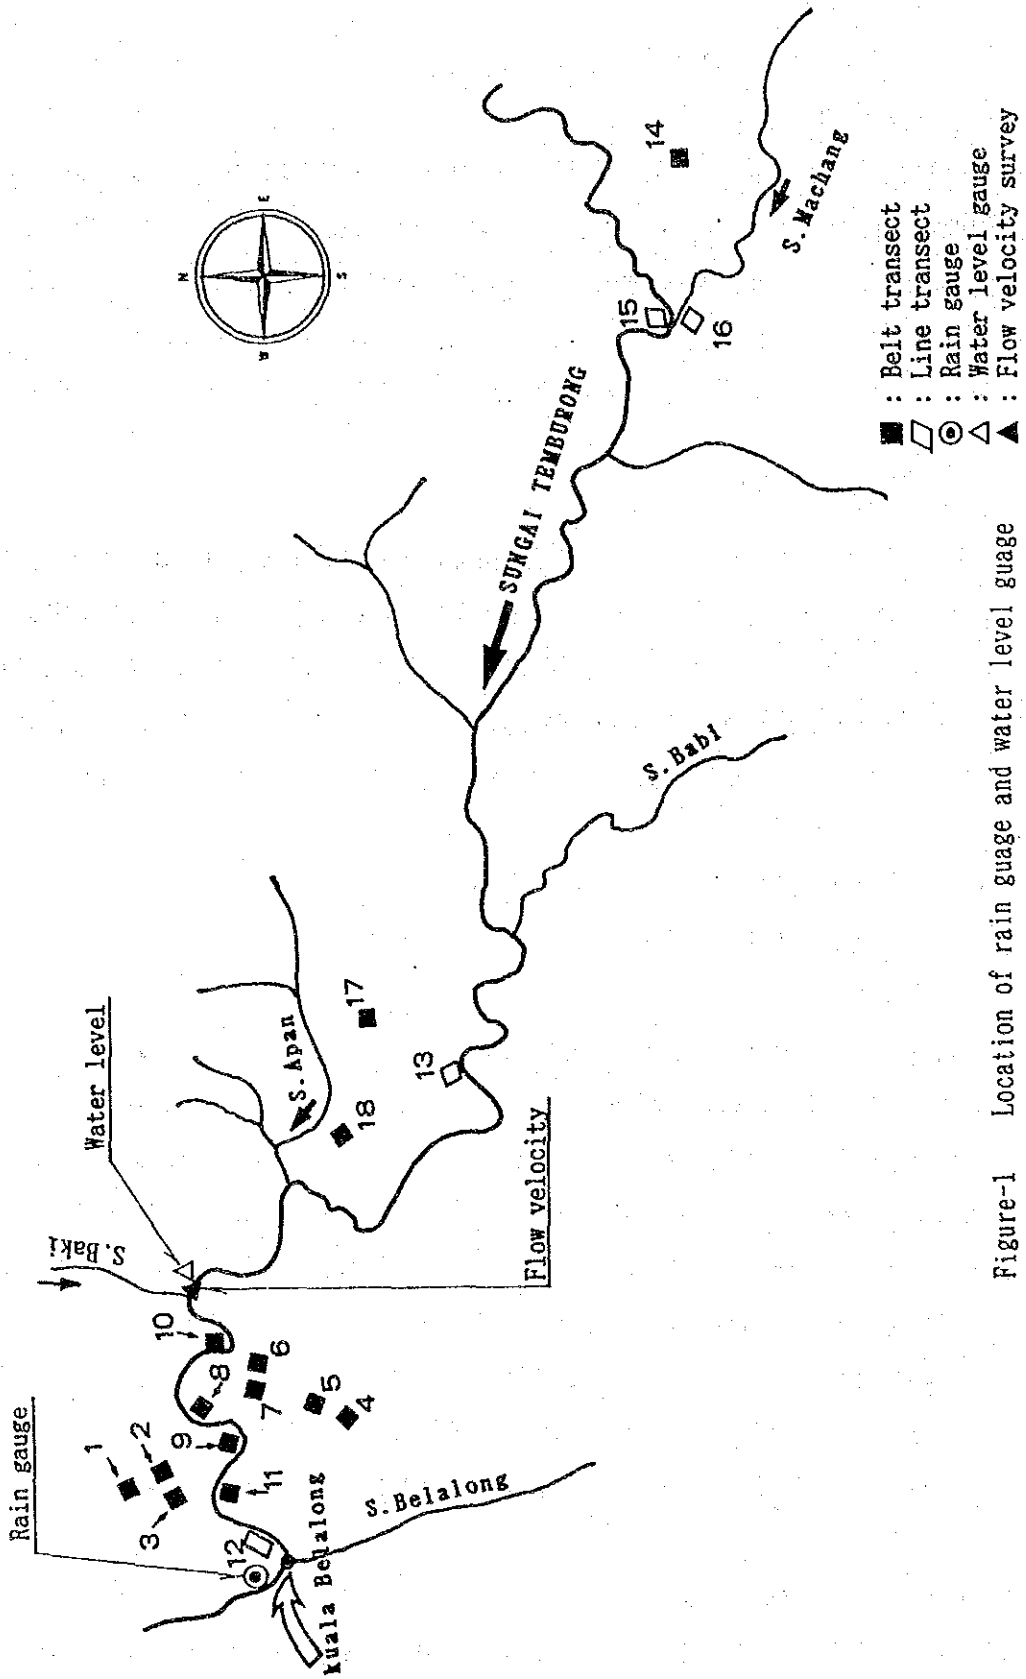 Rain gauge
Water level
Flow velocity
S. Baki
S. Apan
S. Babi
S. Machang
S. Belalong
kuala Belalong
SUNGAI TEMBURONG
N
E
S
W
1
2
3
4
5
6
7
8
9
10
11
12
13
14
15
16
17
18
: Belt transect
: Line transect
: Rain gauge
: Water level gauge
: Flow velocity survey
Figure-1 Location of rain guage and water level guage